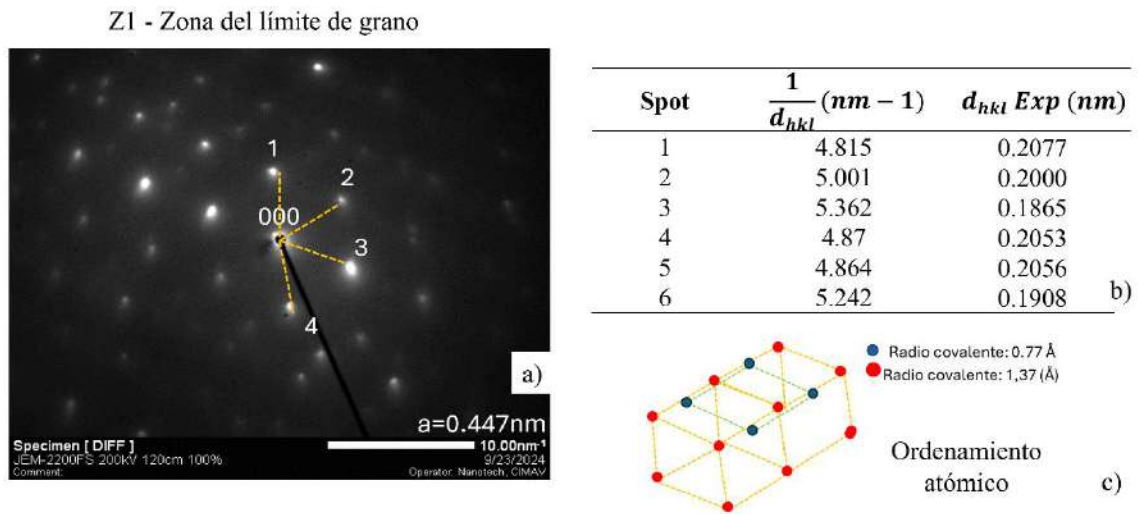 Z1 - Zona del límite de grano
1
2
000
3
4
a)
a=0.447nm
Specimen [ DIFF ]
10.00nm⁻¹
JEM-2200FS 200kV 120cm 100%
9/23/2024
Comment:
Operator: Nanotech, CIMAV
Spot 1/d_hkl (nm − 1) d_hkl Exp (nm)
1 4.815 0.2077
2 5.001 0.2000
3 5.362 0.1865
4 4.87 0.2053
5 4.864 0.2056
6 5.242 0.1908
b)
Radio covalente: 0.77 Å
Radio covalente: 1,37 (Å)
Ordenamiento
atómico
c)